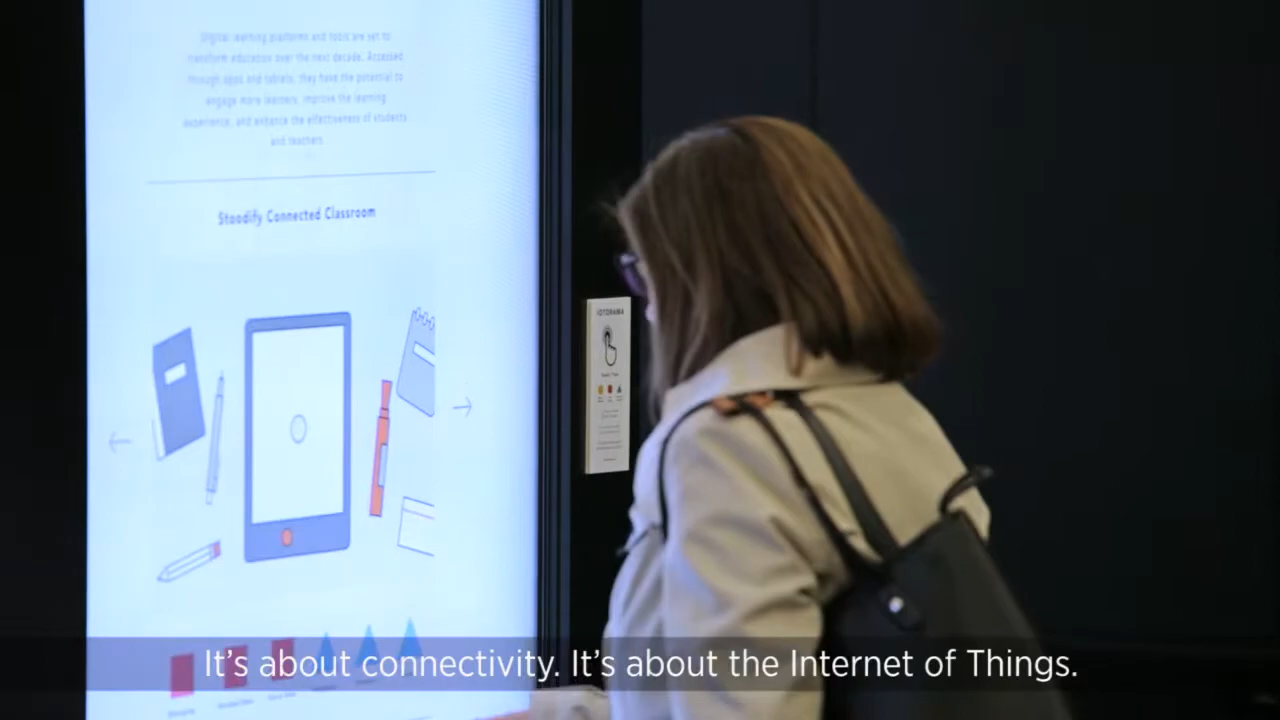 Digital learning platforms and tools are set to
transform education over the next decade. Accessed
through apps and tablets, they have the potential to
engage more learners, improve the learning
experience, and enhance the effectiveness of students
and teachers.
Stoodify Connected Classroom
IOTORAMA
It's about connectivity. It's about the Internet of Things.